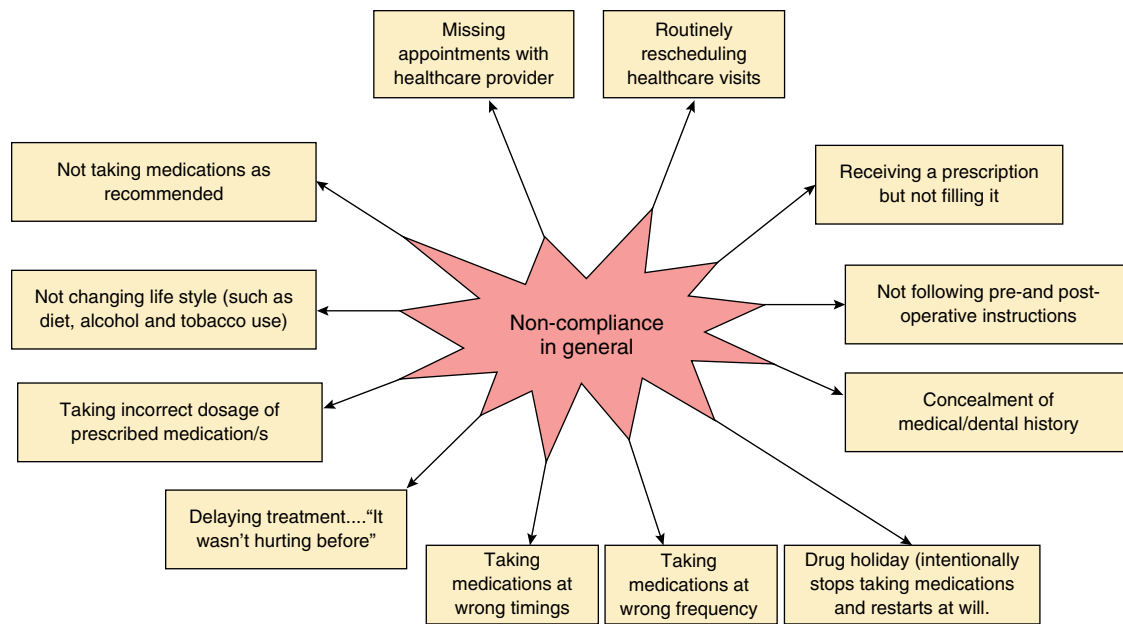 Missing
appointments with
healthcare provider
Routinely
rescheduling
healthcare visits
Not taking medications as
recommended
Receiving a prescription
but not filling it
Not changing life style (such as
diet, alcohol and tobacco use)
Non-compliance
in general
Not following pre-and post-
operative instructions
Taking incorrect dosage of
prescribed medication/s
Concealment of
medical/dental history
Delaying treatment...."It
wasn't hurting before"
Taking
medications at
wrong timings
Taking
medications at
wrong frequency
Drug holiday (intentionally
stops taking medications
and restarts at will.